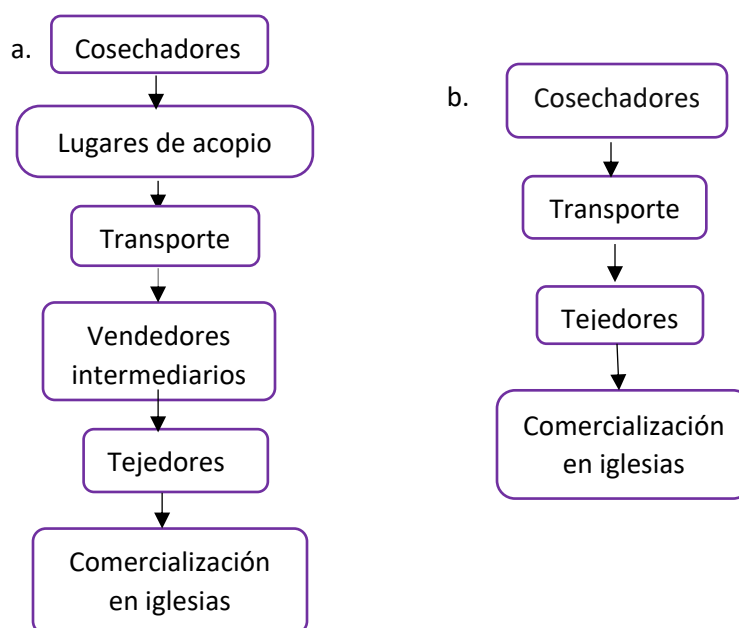 a.
Cosechadores
Lugares de acopio
Transporte
Vendedores
intermediarios
Tejedores
Comercialización
en iglesias
b.
Cosechadores
Transporte
Tejedores
Comercialización
en iglesias